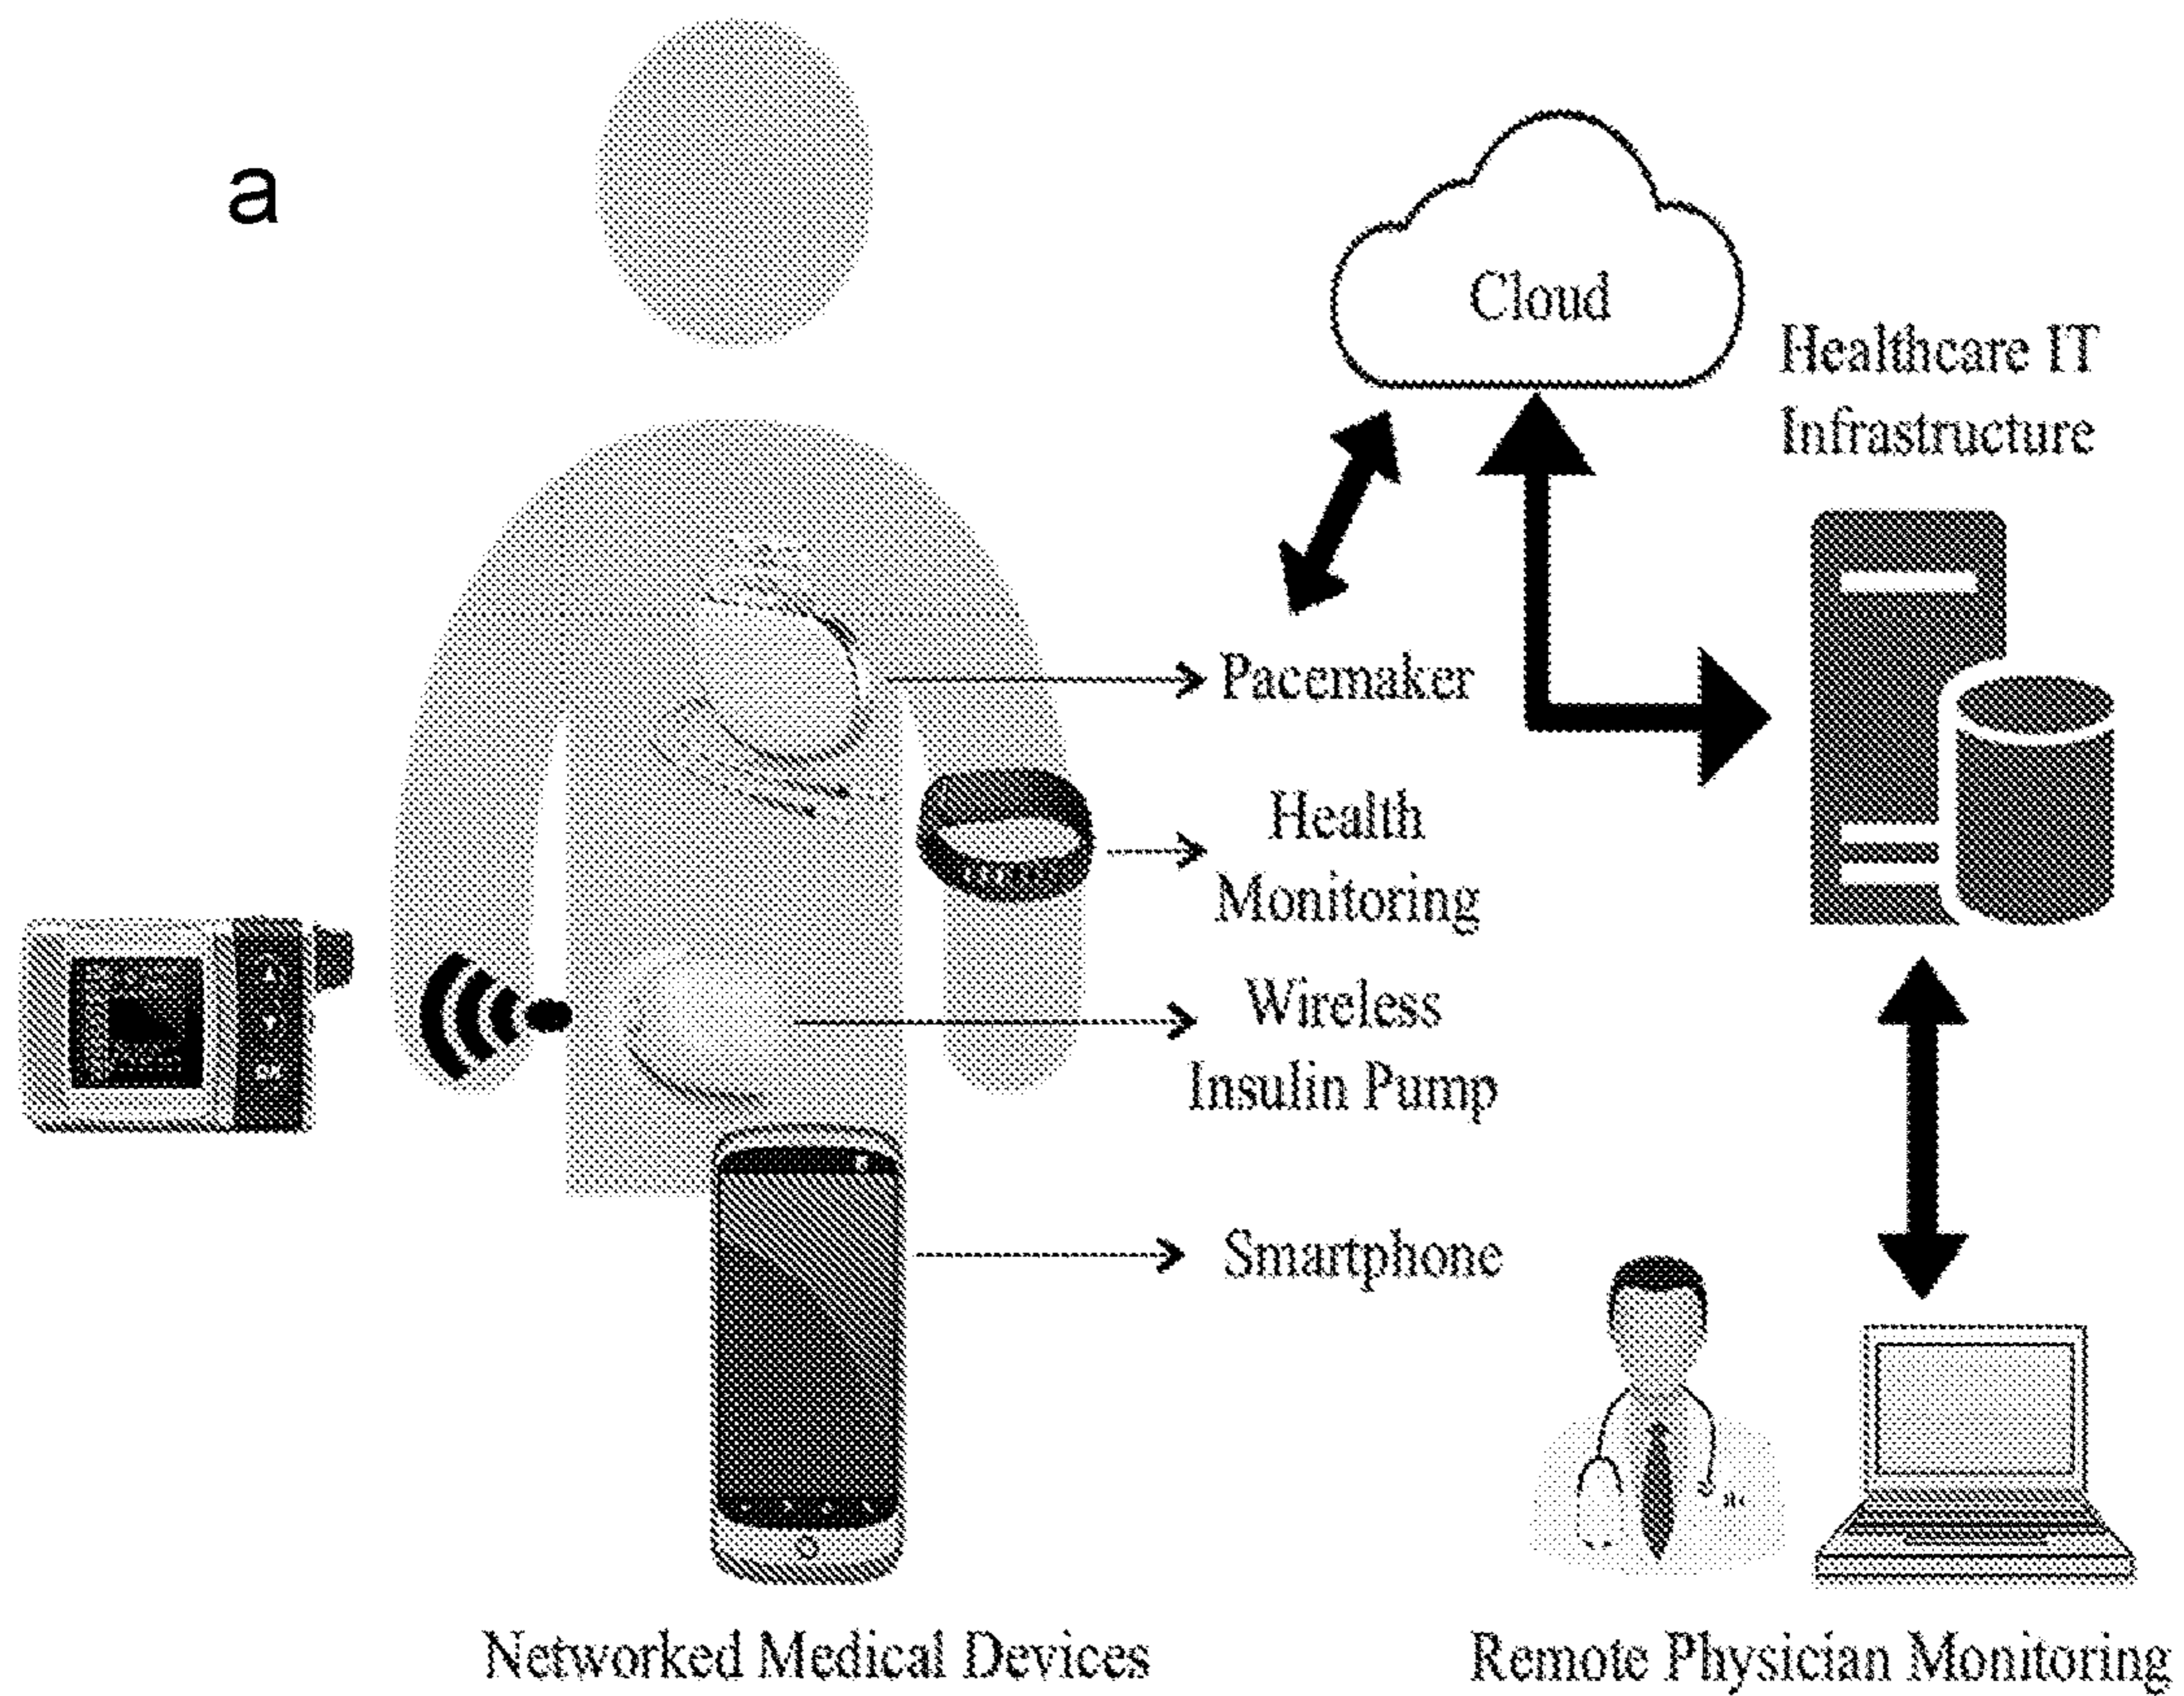 a
Cloud
Healthcare IT
Infrastructure
Pacemaker
Health
Monitoring
Wireless
Insulin Pump
Smartphone
Networked Medical Devices
Remote Physician Monitoring